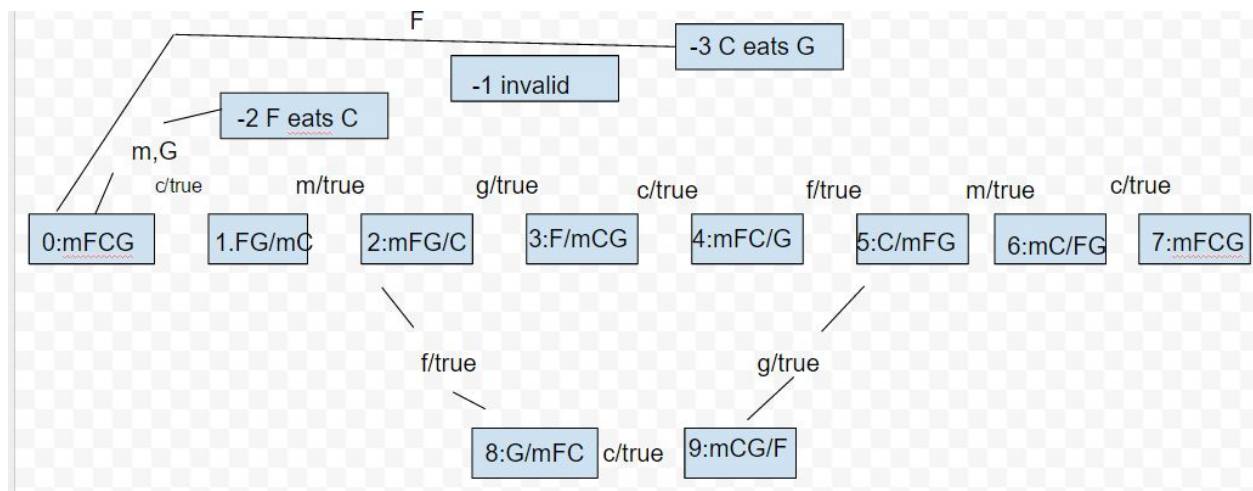 F
-3 C eats G
-1 invalid
-2 F eats C
m,G
c/true
m/true
g/true
c/true
f/true
m/true
c/true
0:mFCG
1.FG/mC
2:mFG/C
3:F/mCG
4:mFC/G
5:C/mFG
6:mC/FG
7:mFCG
f/true
g/true
8:G/mFC
c/true
9:mCG/F